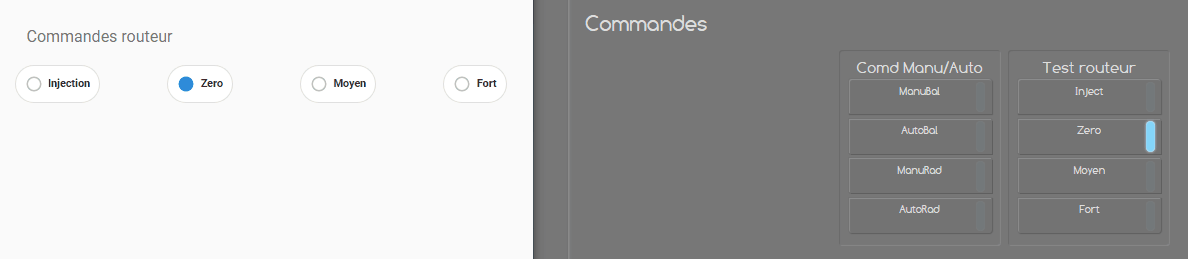 Commandes routeur
Injection Zero Moyen Fort
Commandes
Comd Manu/Auto
ManuBal
AutoBal
ManuRad
AutoRad
Test routeur
Inject
Zero
Moyen
Fort